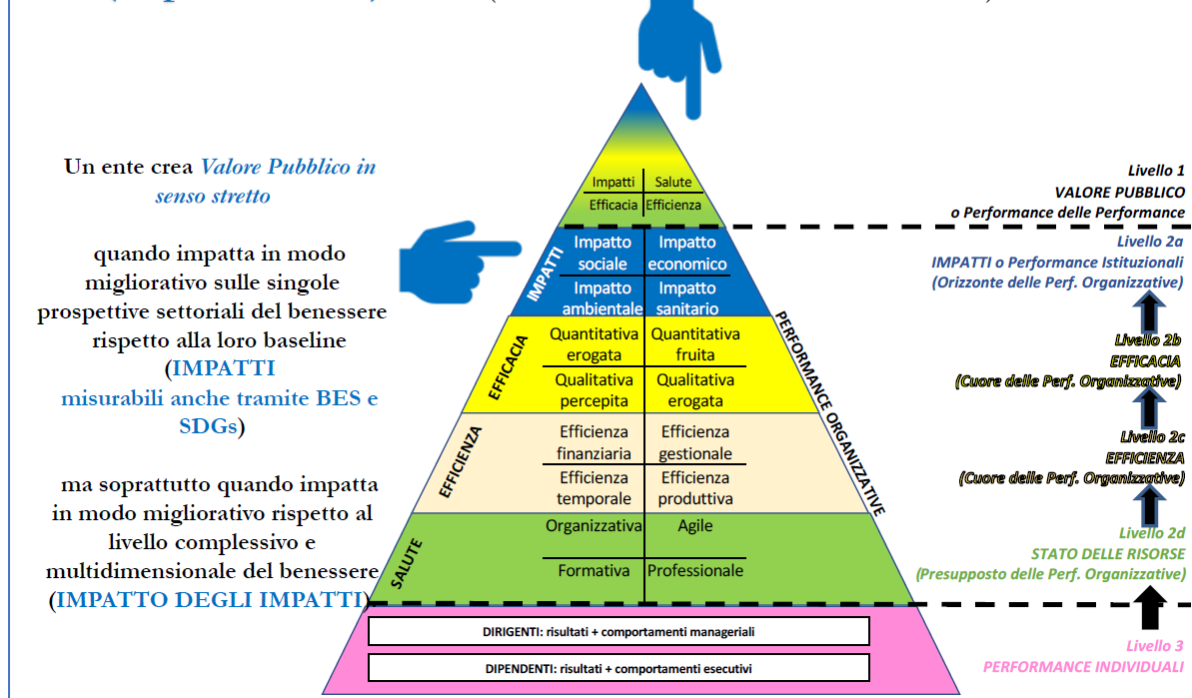 Un ente crea Valore Pubblico in
senso stretto
quando impatta in modo
migliorativo sulle singole
prospettive settoriali del benessere
rispetto alla loro baseline
(IMPATTI
misurabili anche tramite BES e
SDGs)
ma soprattutto quando impatta
in modo migliorativo rispetto al
livello complessivo e
multidimensionale del benessere
(IMPATTO DEGLI IMPATTI)
Impatti Salute
Efficacia Efficienza
IMPATTI
Impatto Impatto
sociale economico
Impatto Impatto
ambientale sanitario
EFFICACIA
Quantitativa Quantitativa
erogata fruita
Qualitativa Qualitativa
percepita erogata
EFFICIENZA
Efficienza Efficienza
finanziaria gestionale
Efficienza Efficienza
temporale produttiva
SALUTE
Organizzativa Agile
Formativa Professionale
PERFORMANCE ORGANIZZATIVE
DIRIGENTI: risultati + comportamenti manageriali
DIPENDENTI: risultati + comportamenti esecutivi
Livello 1
VALORE PUBBLICO
o Performance delle Performance
Livello 2a
IMPATTI o Performance Istituzionali
(Orizzonte delle Perf. Organizzative)
Livello 2b
EFFICACIA
(Cuore delle Perf. Organizzative)
Livello 2c
EFFICIENZA
(Cuore delle Perf. Organizzative)
Livello 2d
STATO DELLE RISORSE
(Presupposto delle Perf. Organizzative)
Livello 3
PERFORMANCE INDIVIDUALI